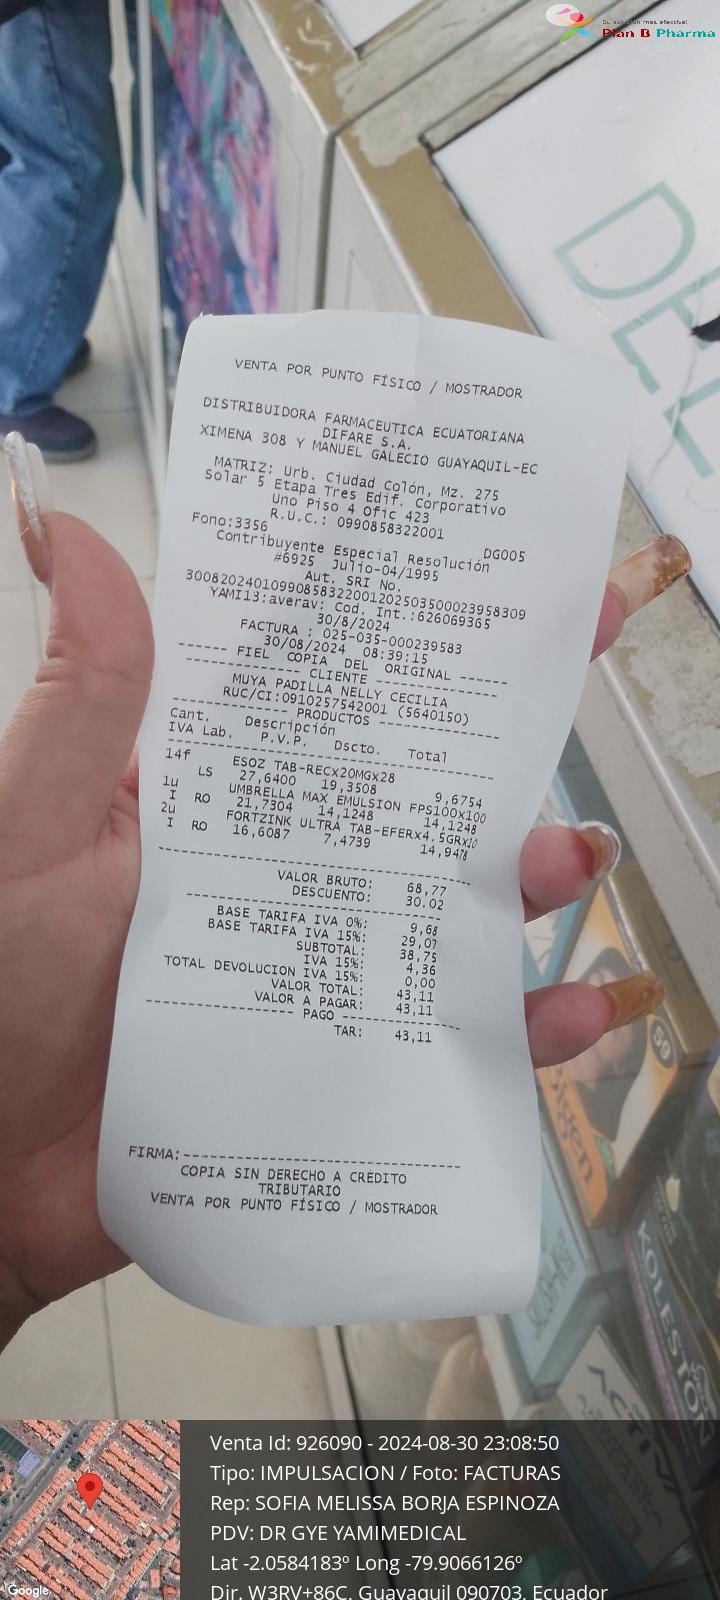 Su solución más efectiva!
Plan B Pharma
VENTA POR PUNTO FÍSICO / MOSTRADOR
DISTRIBUIDORA FARMACEUTICA ECUATORIANA
DIFARE S.A.
XIMENA 308 Y MANUEL GALECIO GUAYAQUIL-EC
MATRIZ: Urb. Ciudad Colón, Mz. 275
Solar 5 Etapa Tres Edif. Corporativo
Uno Piso 4 Ofic 423
R.U.C.: 0990858322001
Fono:3356 DG005
Contribuyente Especial Resolución
#6925 Julio-04/1995
Aut. SRI No.
30082024010990858322001202503500023958309
YAMI13:averav: Cod. Int.:626069365
30/8/2024
FACTURA : 025-035-000239583
30/08/2024 08:39:15
------ FIEL COPIA DEL ORIGINAL ------
-------------- CLIENTE --------------
MUYA PADILLA NELLY CECILIA
RUC/CI:0910257542001 (5640150)
-------------- PRODUCTOS --------------
Cant. Descripción
IVA Lab. P.V.P. Dscto. Total
14f ESOZ TAB-RECx20MGx28
LS 27,6400 19,3508 9,6754
1u UMBRELLA MAX EMULSION FPS100x100
I RO 21,7304 14,1248 14,1248
2u FORTZINK ULTRA TAB-EFERx4.5GRx10
I RO 16,6087 7,4739 14,9478
VALOR BRUTO: 68,77
DESCUENTO: 30.02
BASE TARIFA IVA 0%: 9,68
BASE TARIFA IVA 15%: 29,07
SUBTOTAL: 38,75
IVA 15%: 4,36
TOTAL DEVOLUCION IVA 15%: 0,00
VALOR TOTAL: 43,11
VALOR A PAGAR: 43,11
---------------- PAGO ----------------
TAR: 43,11
FIRMA:------------------------------
COPIA SIN DERECHO A CRÉDITO
TRIBUTARIO
VENTA POR PUNTO FÍSICO / MOSTRADOR
KOLESTON
Google
Venta Id: 926090 - 2024-08-30 23:08:50
Tipo: IMPULSACION / Foto: FACTURAS
Rep: SOFIA MELISSA BORJA ESPINOZA
PDV: DR GYE YAMIMEDICAL
Lat -2.0584183º Long -79.9066126º
Dir. W3RV+86C, Guayaquil 090703, Ecuador